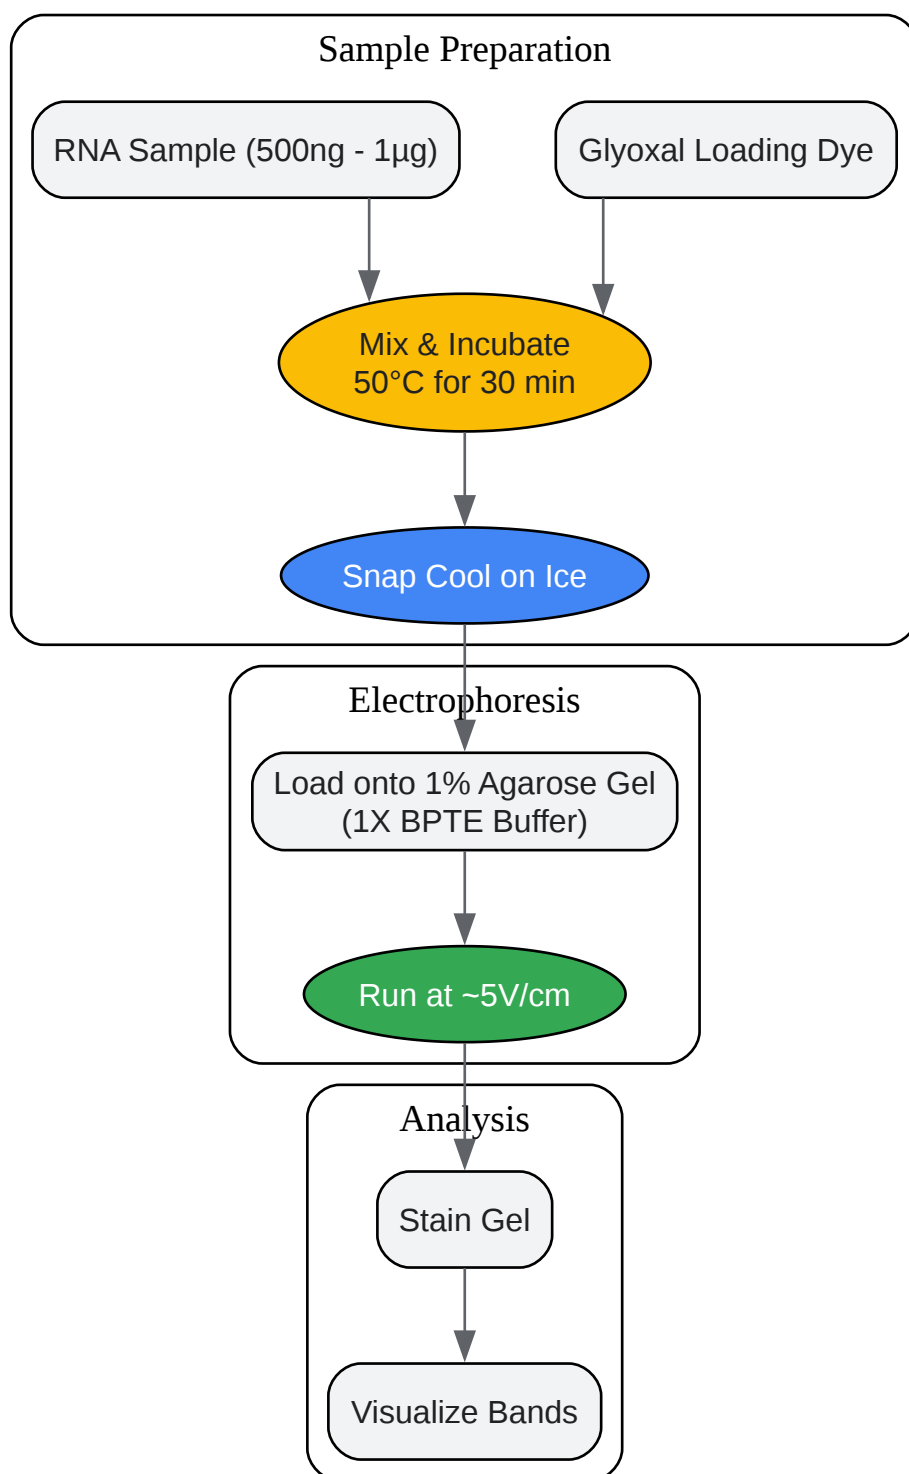 Sample Preparation
RNA Sample (500ng - 1µg)
Glyoxal Loading Dye
Mix & Incubate
50°C for 30 min
Snap Cool on Ice
Electrophoresis
Load onto 1% Agarose Gel
(1X BPTE Buffer)
Run at ~5V/cm
Analysis
Stain Gel
Visualize Bands